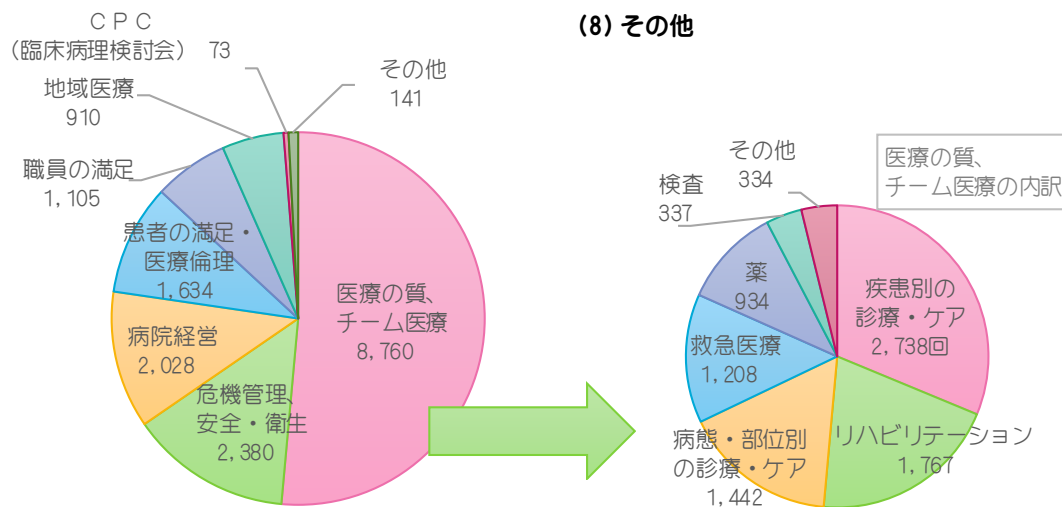 (8) その他
ＣＰＣ
（臨床病理検討会） 73
その他
141
地域医療
910
職員の満足
1,105
患者の満足・
医療倫理
1,634
病院経営
2,028
危機管理、
安全・衛生
2,380
医療の質、
チーム医療
8,760
医療の質、
チーム医療の内訳
その他
334
検査
337
薬
934
救急医療
1,208
病態・部位別
の診療・ケア
1,442
リハビリテーション
1,767
疾患別の
診療・ケア
2,738回